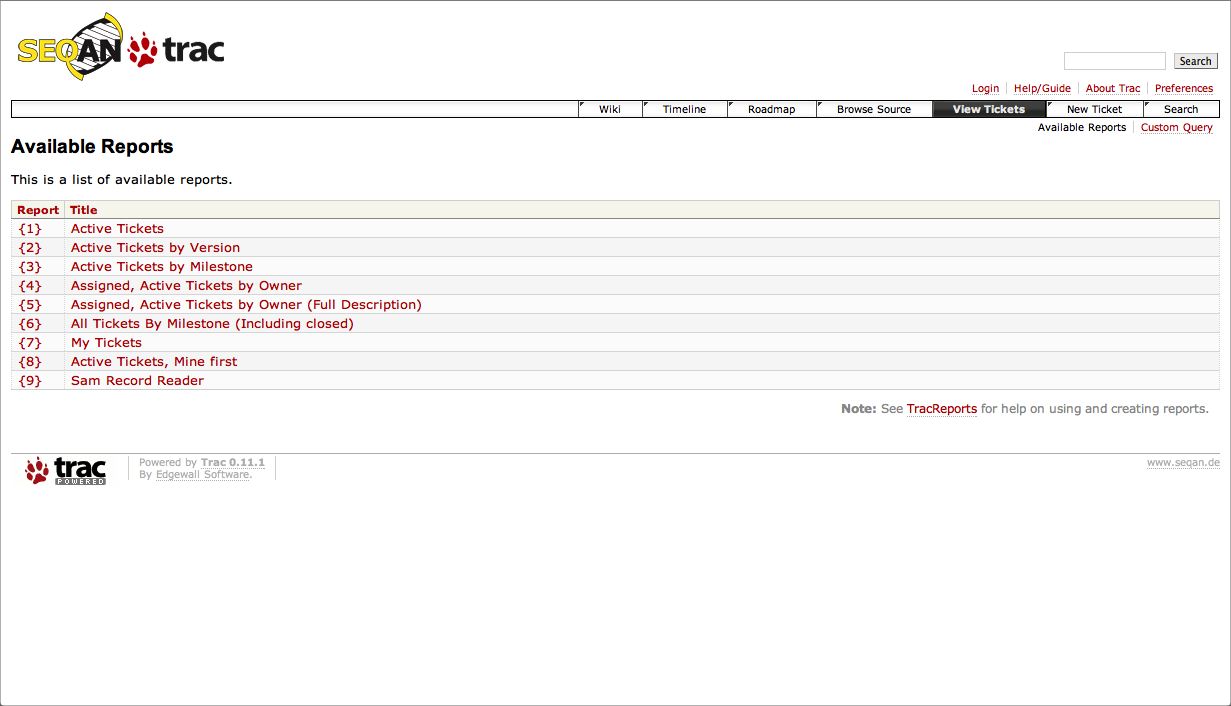 SEQAN trac
Search
Login Help/Guide About Trac Preferences
Wiki Timeline Roadmap Browse Source View Tickets New Ticket Search
Available Reports Custom Query
Available Reports
This is a list of available reports.
Report Title
{1} Active Tickets
{2} Active Tickets by Version
{3} Active Tickets by Milestone
{4} Assigned, Active Tickets by Owner
{5} Assigned, Active Tickets by Owner (Full Description)
{6} All Tickets By Milestone (Including closed)
{7} My Tickets
{8} Active Tickets, Mine first
{9} Sam Record Reader
Note: See TracReports for help on using and creating reports.
trac
POWERED
Powered by Trac 0.11.1
By Edgewall Software.
www.seqan.de